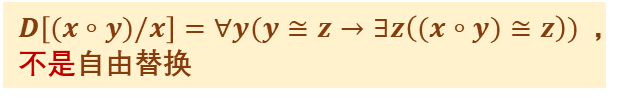 D[(x ∘ y)/x] = ∀y(y ≅ z → ∃z((x ∘ y) ≅ z)) ，
不是自由替换